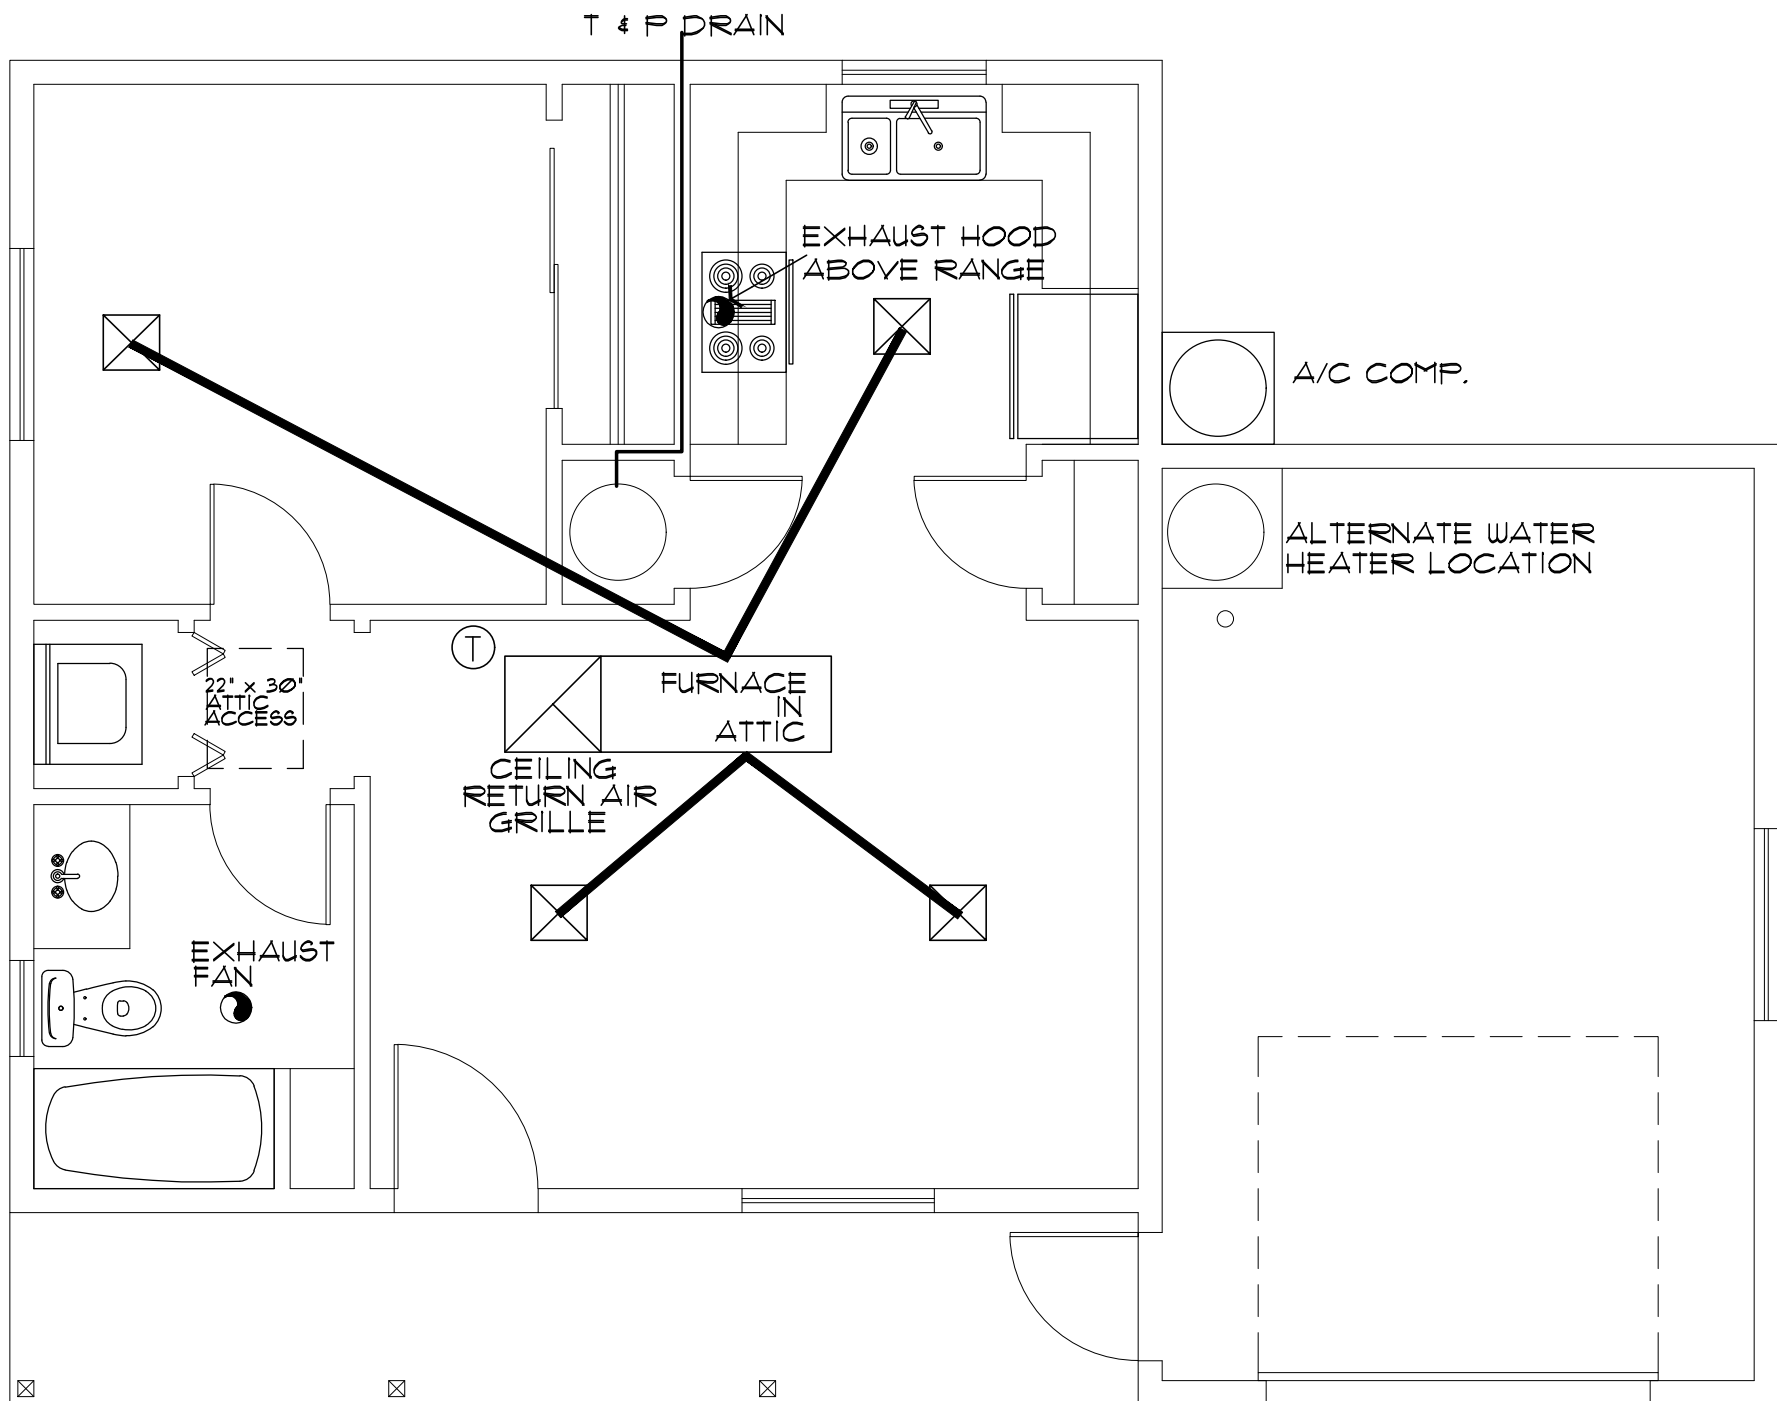 T & P DRAIN
EXHAUST HOOD
ABOVE RANGE
A/C COMP.
ALTERNATE WATER
HEATER LOCATION
T
22" x 30"
ATTIC
ACCESS
FURNACE
IN
ATTIC
CEILING
RETURN AIR
GRILLE
EXHAUST
FAN